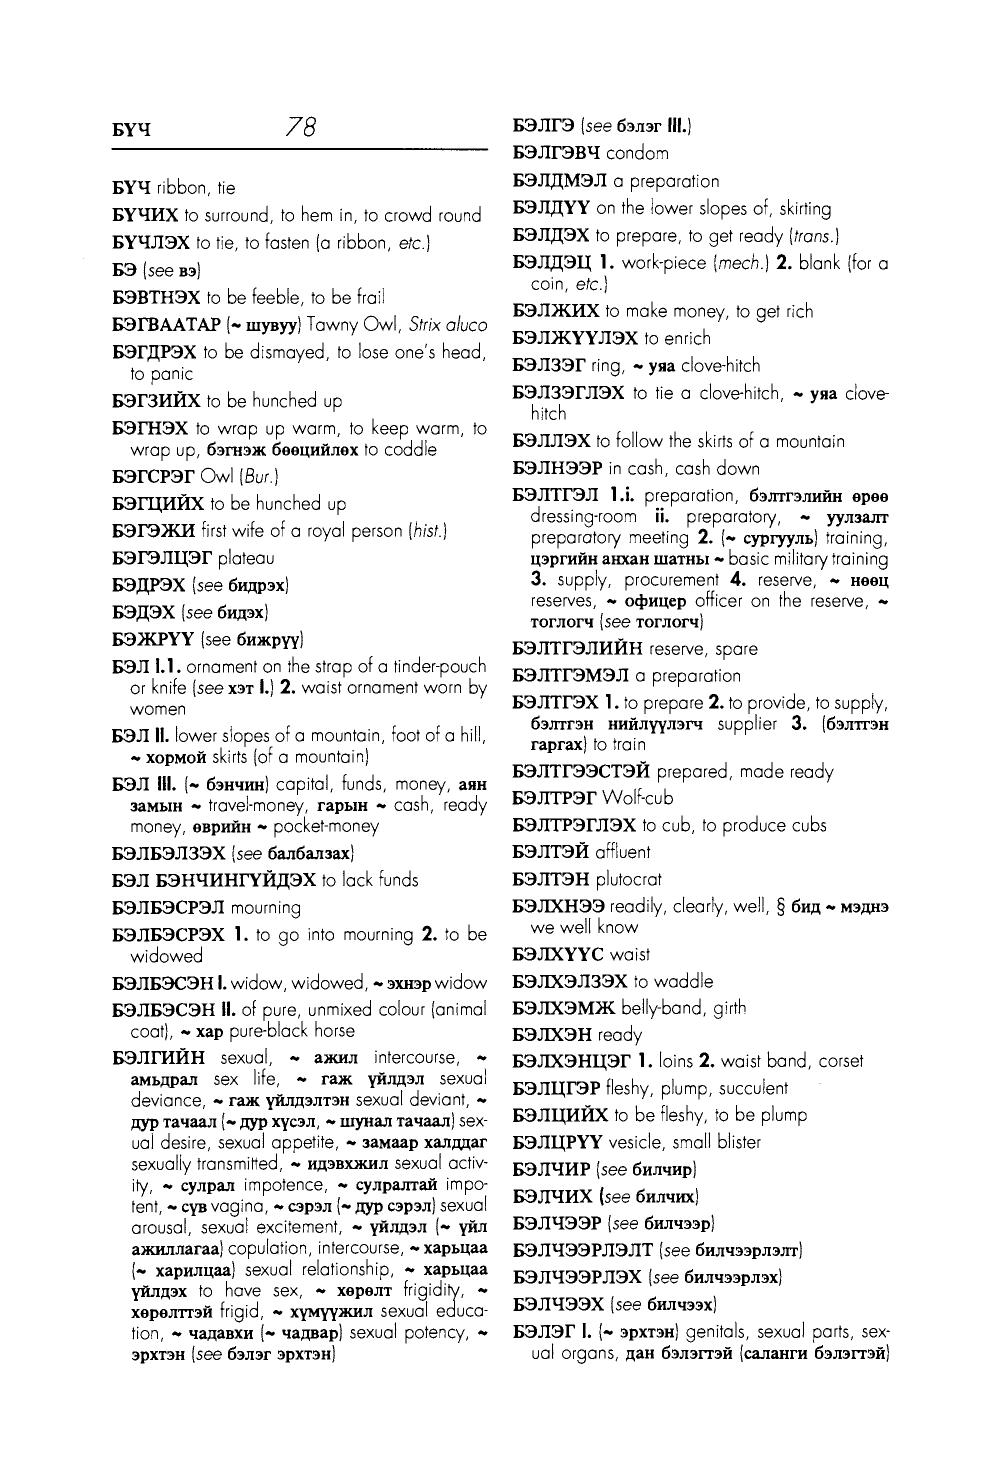 БҮЧ 78
БҮЧ ribbon, tie
БҮЧИХ to surround, to hem in, to crowd round
БҮЧЛЭХ to tie, to fasten (a ribbon, etc.)
БЭ (see вэ)
БЭВТНЭХ to be feeble, to be frail
БЭГВААТАР (~ шувуу) Tawny Owl, Strix aluco
БЭГДРЭХ to be dismayed, to lose one's head,
to panic
БЭГЗИЙХ to be hunched up
БЭГНЭХ to wrap up warm, to keep warm, to
wrap up, бэгнэж бөөцийлөх to coddle
БЭГСРЭГ Owl (Bur.)
БЭГЦИЙХ to be hunched up
БЭГЭЖИ first wife of a royal person (hist.)
БЭГЭЛЦЭГ plateau
БЭДРЭХ (see бидрэх)
БЭДЭХ (see бидэх)
БЭЖРҮҮ (see бижрүү)
БЭЛ I.1. ornament on the strap of a tinder-pouch
or knife (see хэт I.) 2. waist ornament worn by
women
БЭЛ II. lower slopes of a mountain, foot of a hill,
~ хормой skirts (of a mountain)
БЭЛ III. (~ бэнчин) capital, funds, money, аян
замын ~ travel-money, гарын ~ cash, ready
money, өврийн ~ pocket-money
БЭЛБЭЛЗЭХ (see балбалзах)
БЭЛ БЭНЧИНГҮЙДЭХ to lack funds
БЭЛБЭСРЭЛ mourning
БЭЛБЭСРЭХ 1. to go into mourning 2. to be
widowed
БЭЛБЭСЭН I. widow, widowed, ~ эхнэр widow
БЭЛБЭСЭН II. of pure, unmixed colour (animal
coat), ~ хар pure-black horse
БЭЛГИЙН sexual, ~ ажил intercourse, ~
амьдрал sex life, ~ гаж үйлдэл sexual
deviance, ~ гаж үйлдэлтэн sexual deviant, ~
дур тачаал (~ дур хүсэл, ~ шунал тачаал) sex-
ual desire, sexual appetite, ~ замаар халддаг
sexually transmitted, ~ идэвхжил sexual activ-
ity, ~ сулрал impotence, ~ сулралтай impo-
tent, ~ сүв vagina, ~ сэрэл (~ дур сэрэл) sexual
arousal, sexual excitement, ~ үйлдэл (~ үйл
ажиллагаа) copulation, intercourse, ~ харьцаа
(~ харилцаа) sexual relationship, ~ харьцаа
үйлдэх to have sex, ~ хөрөлт frigidity, ~
хөрөлттэй frigid, ~ хүмүүжил sexual educa-
tion, ~ чадавхи (~ чадвар) sexual potency, ~
эрхтэн (see бэлэг эрхтэн)
БЭЛГЭ (see бэлэг III.)
БЭЛГЭВЧ condom
БЭЛДМЭЛ a preparation
БЭЛДҮҮ on the lower slopes of, skirting
БЭЛДЭХ to prepare, to get ready (trans.)
БЭЛДЭЦ 1. work-piece (mech.) 2. blank (for a
coin, etc.)
БЭЛЖИХ to make money, to get rich
БЭЛЖҮҮЛЭХ to enrich
БЭЛЗЭГ ring, ~ уяа clove-hitch
БЭЛЗЭГЛЭХ to tie a clove-hitch, ~ уяа clove-
hitch
БЭЛЛЭХ to follow the skirts of a mountain
БЭЛНЭЭР in cash, cash down
БЭЛТГЭЛ 1.i. preparation, бэлтгэлийн өрөө
dressing-room ii. preparatory, ~ уулзалт
preparatory meeting 2. (~ сургууль) training,
цэргийн анхан шатны ~ basic military training
3. supply, procurement 4. reserve, ~ нөөц
reserves, ~ офицер officer on the reserve, ~
тоглогч (see тоглогч)
БЭЛТГЭЛИЙН reserve, spare
БЭЛТГЭМЭЛ a preparation
БЭЛТГЭХ 1. to prepare 2. to provide, to supply,
бэлтгэн нийлүүлэгч supplier 3. (бэлтгэн
гаргах) to train
БЭЛТГЭЭСТЭЙ prepared, made ready
БЭЛТРЭГ Wolf-cub
БЭЛТРЭГЛЭХ to cub, to produce cubs
БЭЛТЭЙ affluent
БЭЛТЭН plutocrat
БЭЛХНЭЭ readily, clearly, well, § бид ~ мэднэ
we well know
БЭЛХҮҮС waist
БЭЛХЭЛЗЭХ to waddle
БЭЛХЭМЖ belly-band, girth
БЭЛХЭН ready
БЭЛХЭНЦЭГ 1. loins 2. waist band, corset
БЭЛЦГЭР fleshy, plump, succulent
БЭЛЦИЙХ to be fleshy, to be plump
БЭЛЦРҮҮ vesicle, small blister
БЭЛЧИР (see билчир)
БЭЛЧИХ (see билчих)
БЭЛЧЭЭР (see билчээр)
БЭЛЧЭЭРЛЭЛТ (see билчээрлэлт)
БЭЛЧЭЭРЛЭХ (see билчээрлэх)
БЭЛЧЭЭХ (see билчээх)
БЭЛЭГ I. (~ эрхтэн) genitals, sexual parts, sex-
ual organs, дан бэлэгтэй (саланги бэлэгтэй)